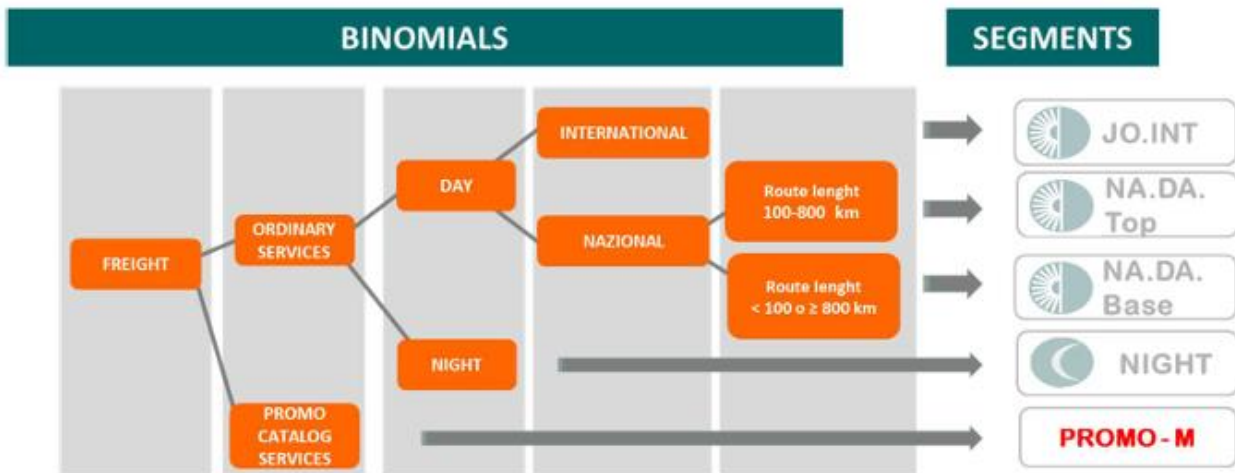 BINOMIALS
SEGMENTS
INTERNATIONAL
JO.INT
DAY
Route lenght
100-800 km
NA.DA.
Top
ORDINARY
SERVICES
NAZIONAL
FREIGHT
Route lenght
< 100 o ≥ 800 km
NA.DA.
Base
NIGHT
NIGHT
PROMO
CATALOG
SERVICES
PROMO - M